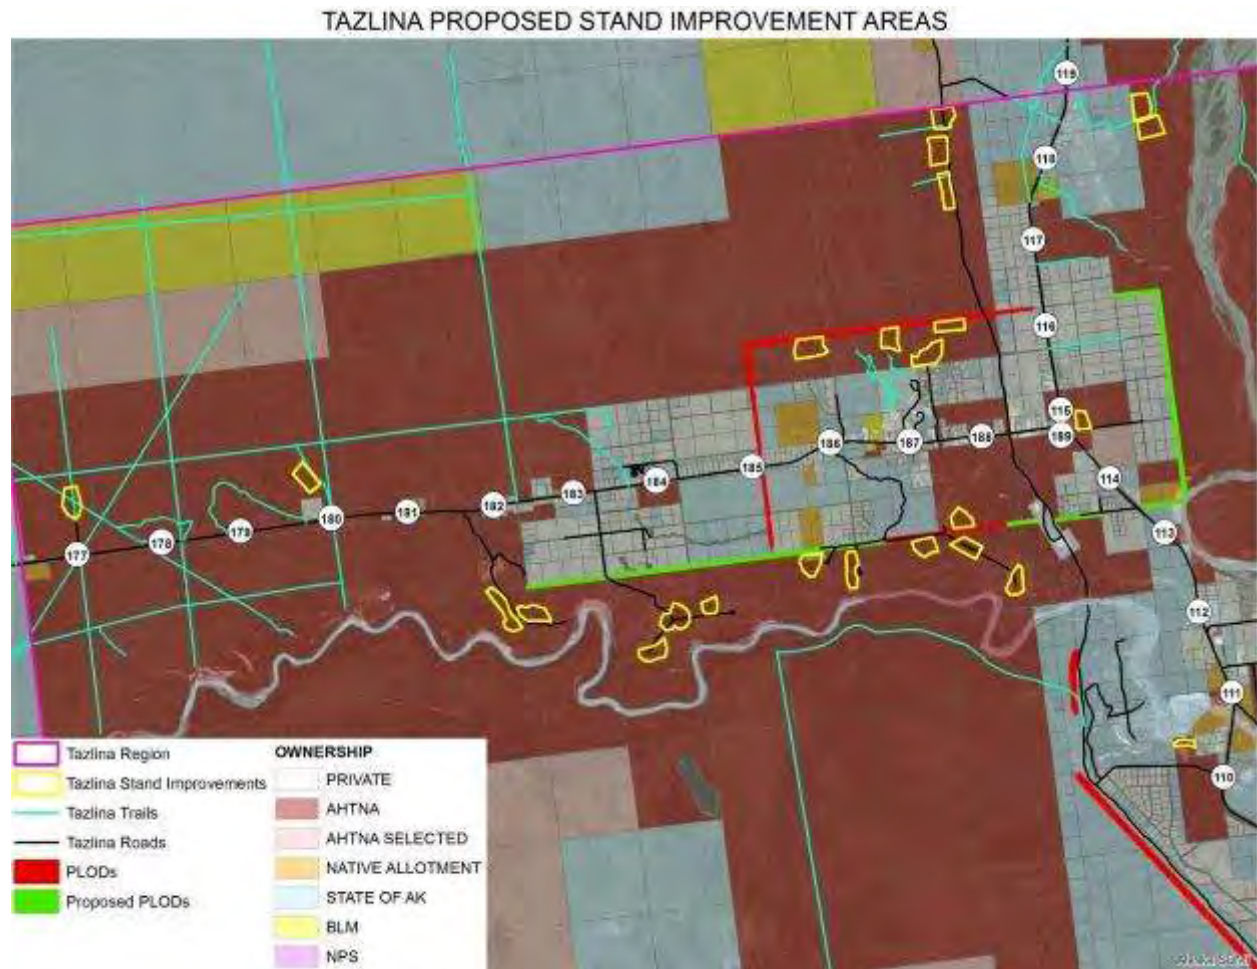 TAZLINA PROPOSED STAND IMPROVEMENT AREAS
119
118
117
116
115
186
187
188
189
185
184
114
183
182
181
180
179
178
177
113
112
111
110
Tazlina Region
Tazlina Stand Improvements
Tazlina Trails
Tazlina Roads
PLODs
Proposed PLODs
OWNERSHIP
PRIVATE
AHTNA
AHTNA SELECTED
NATIVE ALLOTMENT
STATE OF AK
BLM
NPS